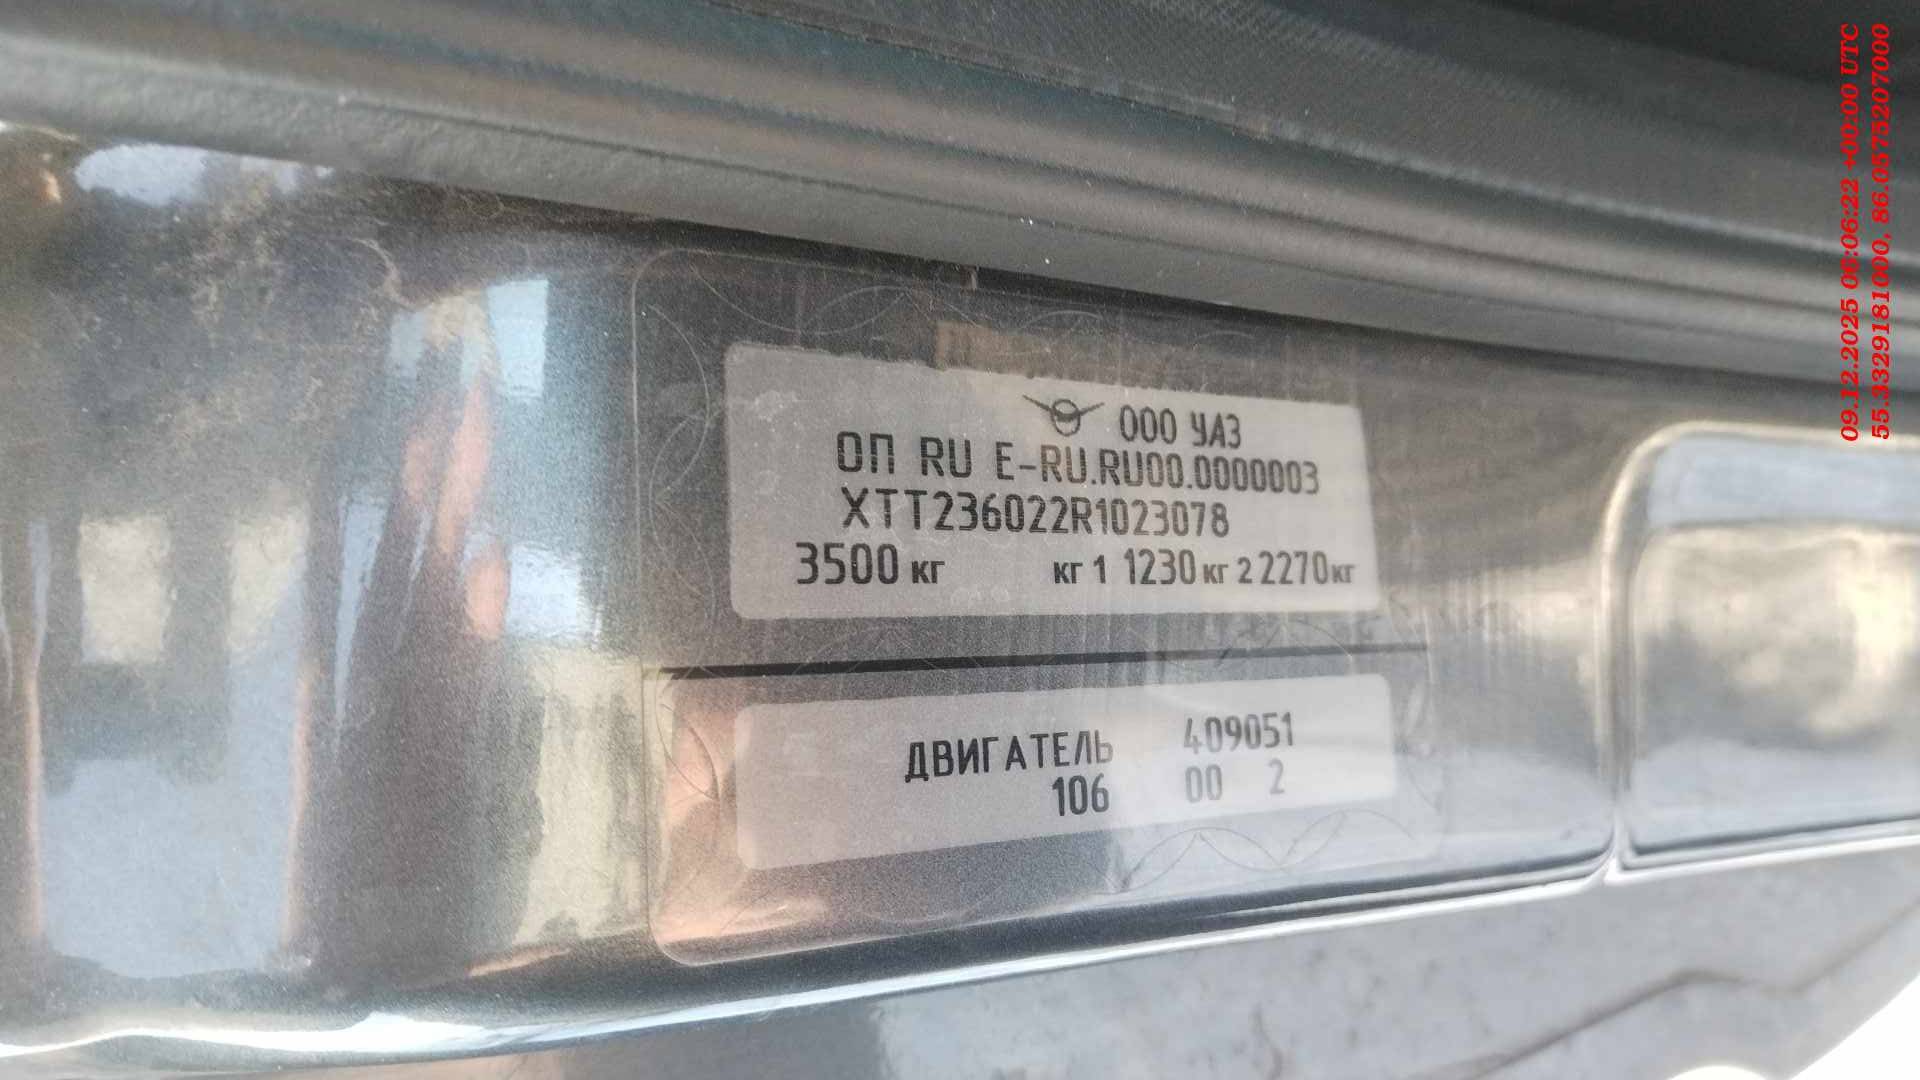 ООО УАЗ
ОП RU E-RU.RU00.0000003
XTT236022R1023078
3500 кг кг 1 1230 кг 2 2270 кг
ДВИГАТЕЛЬ 409051
106 00 2
09.12.2025 06:06:22 +00:00 UTC
55.3329181000, 86.0575207000